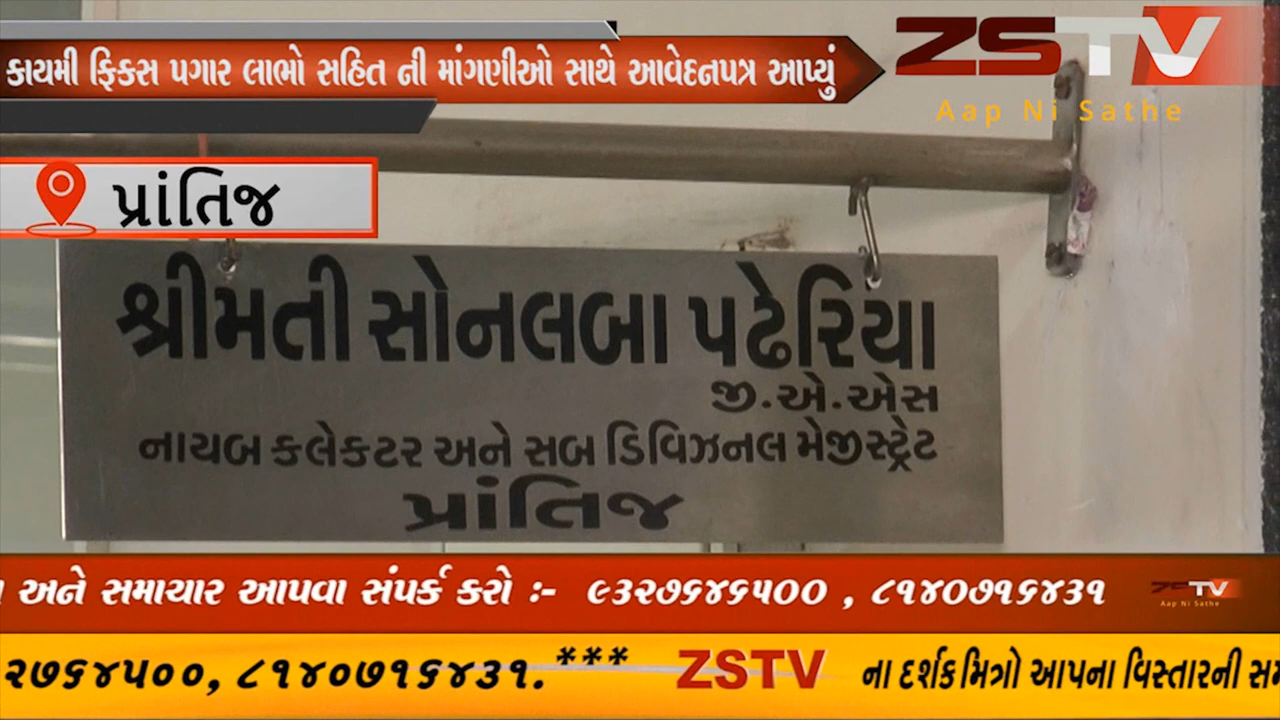 કાયમી ફિકસ પગાર લાભો સહિત ની માંગણીઓ સાથે આવેદનપત્ર આપ્યું
ZSTV
Aap Ni Sathe
પ્રાંતિજ
શ્રીમતી સોનલબા પઢેરિયા
જી.એ.એસ
નાયબ કલેકટર અને સબ ડિવિઝનલ મેજીસ્ટ્રેટ
પ્રાંતિજ
અને સમાચાર આપવા સંપર્ક કરો :- ૯૩૨૭૬૪૬૫૦૦ , ૮૧૪૦૭૧૬૪૩૧
ZSTV
Aap Ni Sathe
૨૭૬૪૫૦૦, ૮૧૪૦૭૧૬૪૩૧. *** ZSTV ના દર્શક મિત્રો આપના વિસ્તારની